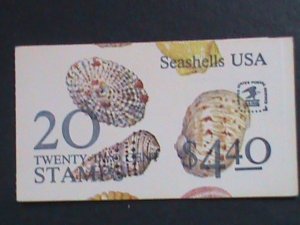 Seashells USA
20
TWENTY-TWO CENT
STAMPS
$4.40